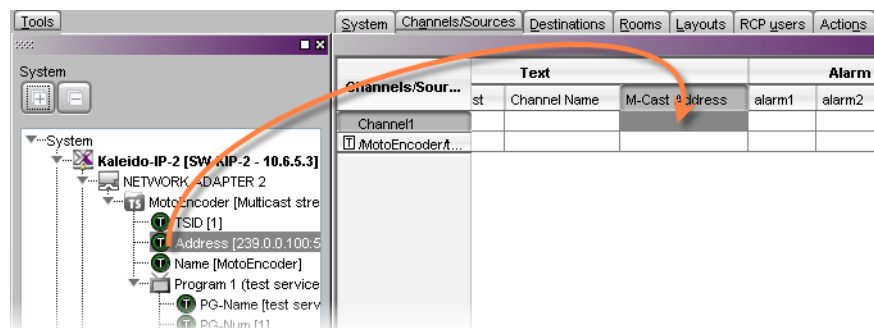 Tools
System Channels/Sources Destinations Rooms Layouts RCP users Actions
System
Channels/Sour... Text Alarm
st Channel Name M-Cast Address alarm1 alarm2
Channel1
T /MotoEncoder/t...
System
Kaleido-IP-2 [SW-KIP-2 - 10.6.5.3]
NETWORK ADAPTER 2
TS MotoEncoder [Multicast stre
T TSID [1]
T Address [239.0.0.100:5
T Name [MotoEncoder]
Program 1 (test service
T PG-Name [test serv
T PG-Num [1]